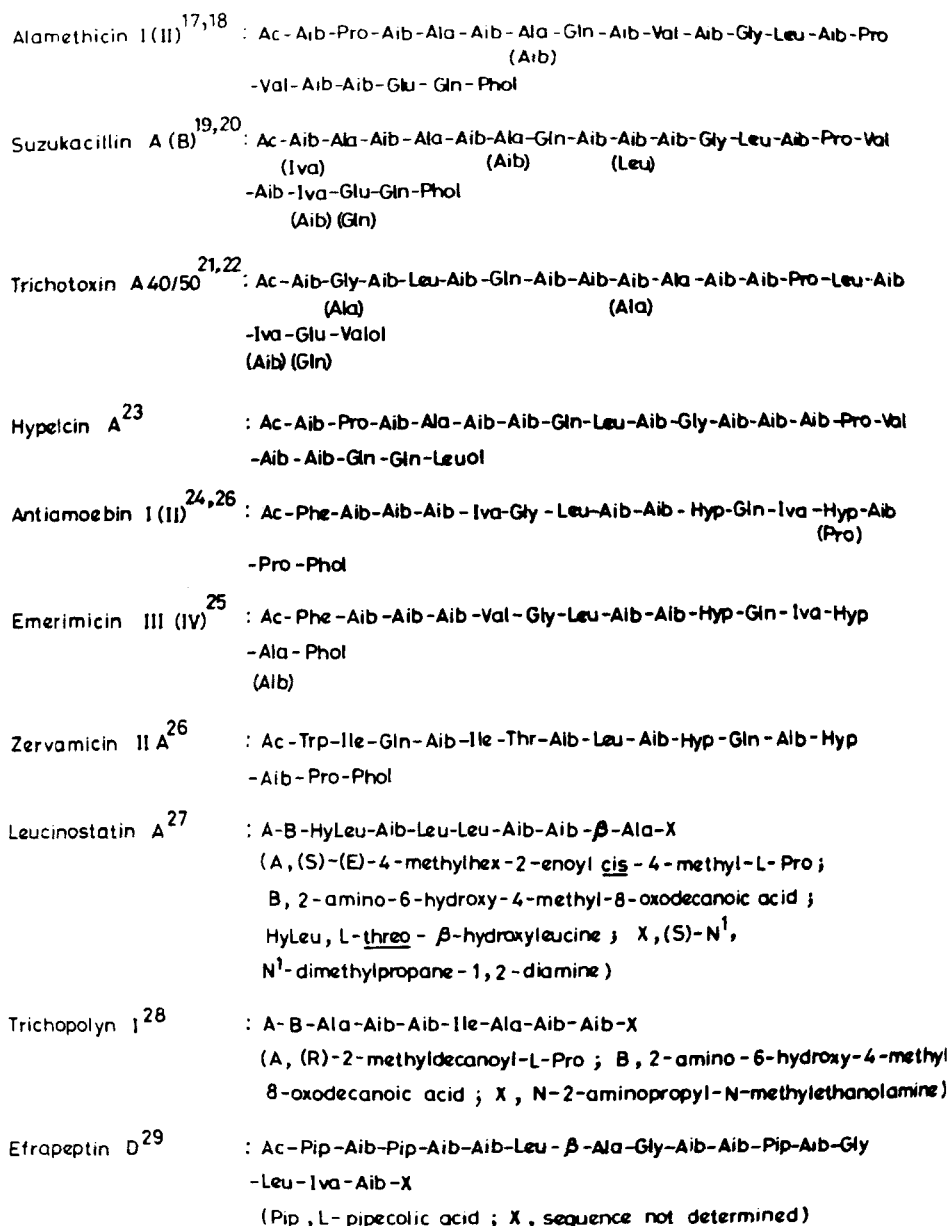 Alamethicin I(II)17,18 : Ac-Aib-Pro-Aib-Ala-Aib-Ala-Gln-Aib-Val-Aib-Gly-Leu-Aib-Pro
(Aib)
-Val-Aib-Aib-Glu-Gln-Phol
Suzukacillin A(B)19,20 : Ac-Aib-Ala-Aib-Ala-Aib-Ala-Gln-Aib-Aib-Aib-Gly-Leu-Aib-Pro-Val
(Iva) (Aib) (Leu)
-Aib-Iva-Glu-Gln-Phol
(Aib)(Gln)
Trichotoxin A40/50 21,22 : Ac-Aib-Gly-Aib-Leu-Aib-Gln-Aib-Aib-Aib-Ala-Aib-Aib-Pro-Leu-Aib
(Ala) (Ala)
-Iva-Glu-Valol
(Aib)(Gln)
Hypelcin A23 : Ac-Aib-Pro-Aib-Ala-Aib-Aib-Gln-Leu-Aib-Gly-Aib-Aib-Aib-Pro-Val
-Aib-Aib-Gln-Gln-Leuol
Antiamoebin I(II)24,26 : Ac-Phe-Aib-Aib-Aib-Iva-Gly-Leu-Aib-Aib-Hyp-Gln-Iva-Hyp-Aib
(Pro)
-Pro-Phol
Emerimicin III (IV)25 : Ac-Phe-Aib-Aib-Aib-Val-Gly-Leu-Aib-Aib-Hyp-Gln-Iva-Hyp
-Ala-Phol
(Aib)
Zervamicin II A26 : Ac-Trp-Ile-Gln-Aib-Ile-Thr-Aib-Leu-Aib-Hyp-Gln-Aib-Hyp
-Aib-Pro-Phol
Leucinostatin A27 : A-B-HyLeu-Aib-Leu-Leu-Aib-Aib-β-Ala-X
(A,(S)-(E)-4-methylhex-2-enoyl cis-4-methyl-L-Pro;
B, 2-amino-6-hydroxy-4-methyl-8-oxodecanoic acid;
HyLeu, L-threo-β-hydroxyleucine; X,(S)-N1,
N1-dimethylpropane-1,2-diamine)
Trichopolyn I28 : A-B-Ala-Aib-Aib-Ile-Ala-Aib-Aib-X
(A, (R)-2-methyldecanoyl-L-Pro; B, 2-amino-6-hydroxy-4-methyl
8-oxodecanoic acid; X, N-2-aminopropyl-N-methylethanolamine)
Efrapeptin D29 : Ac-Pip-Aib-Pip-Aib-Aib-Leu-β-Ala-Gly-Aib-Aib-Pip-Aib-Gly
-Leu-Iva-Aib-X
(Pip, L-pipecolic acid; X, sequence not determined)